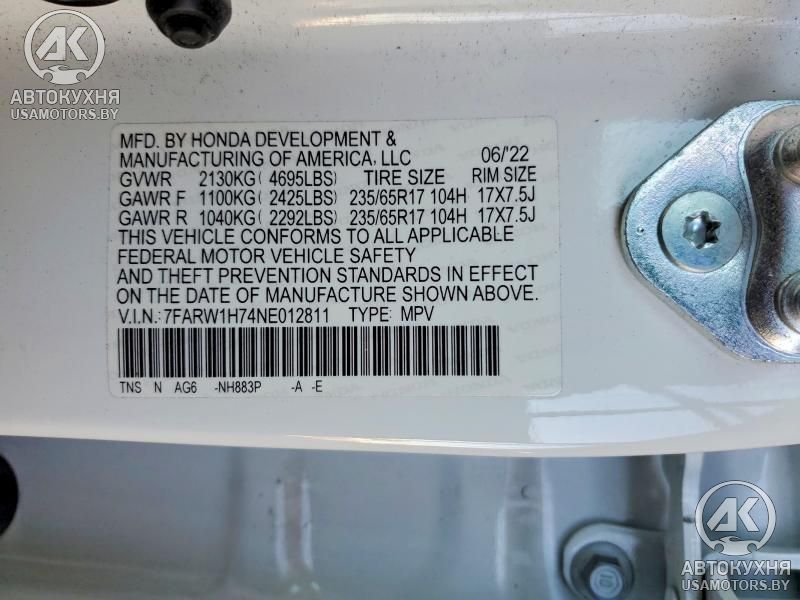 AK
АВТОКУХНЯ
USAMOTORS.BY
MFD. BY HONDA DEVELOPMENT &
MANUFACTURING OF AMERICA, LLC 06/'22
GVWR 2130KG( 4695LBS) TIRE SIZE RIM SIZE
GAWR F 1100KG( 2425LBS) 235/65R17 104H 17X7.5J
GAWR R 1040KG( 2292LBS) 235/65R17 104H 17X7.5J
THIS VEHICLE CONFORMS TO ALL APPLICABLE
FEDERAL MOTOR VEHICLE SAFETY
AND THEFT PREVENTION STANDARDS IN EFFECT
ON THE DATE OF MANUFACTURE SHOWN ABOVE.
V.I.N.: 7FARW1H74NE012811 TYPE: MPV
TNS N AG6 -NH883P -A -E
AK
АВТОКУХНЯ
USAMOTORS.BY